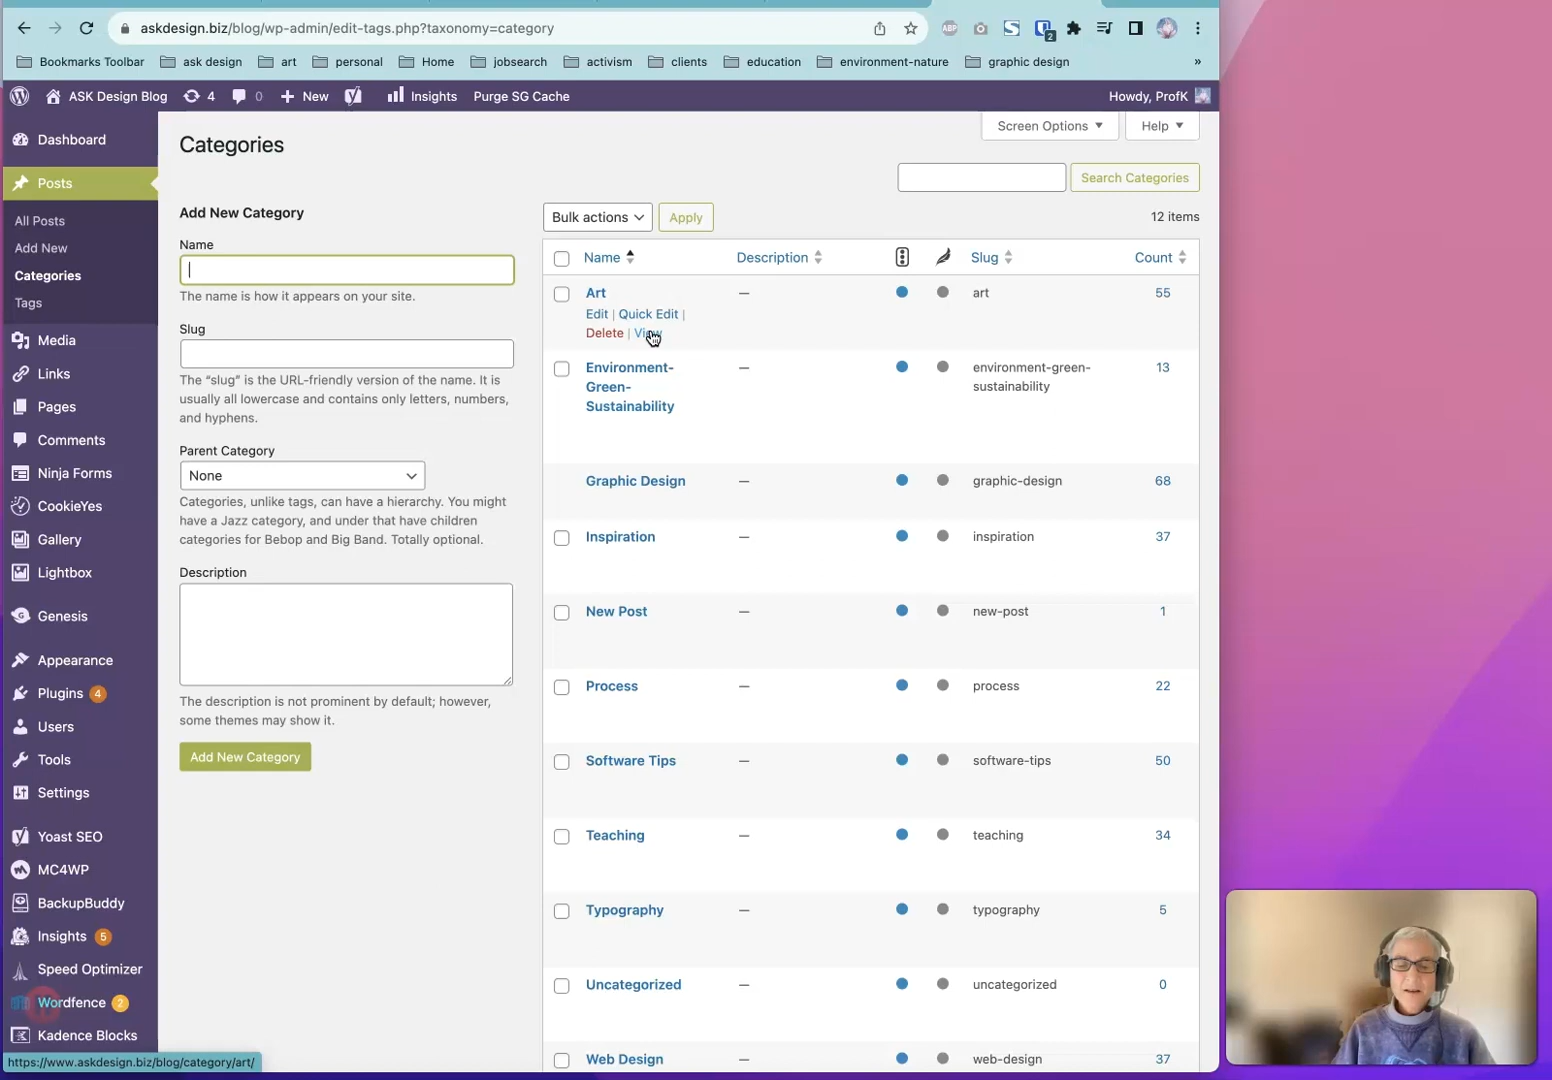 askdesign.biz/blog/wp-admin/edit-tags.php?taxonomy=category
ABP
S
2
Bookmarks Toolbar
ask design
art
personal
Home
jobsearch
activism
clients
education
environment-nature
graphic design
»
ASK Design Blog
4
0
New
Insights
Purge SG Cache
Howdy, ProfK
Dashboard
Posts
All Posts
Add New
Categories
Tags
Media
Links
Pages
Comments
Ninja Forms
CookieYes
Gallery
Lightbox
Genesis
Appearance
Plugins 4
Users
Tools
Settings
Yoast SEO
MC4WP
BackupBuddy
Insights 5
Speed Optimizer
Wordfence 2
Kadence Blocks
https://www.askdesign.biz/blog/category/art/
Categories
Screen Options
Help
Search Categories
Add New Category
Name
The name is how it appears on your site.
Slug
The “slug” is the URL-friendly version of the name. It is
usually all lowercase and contains only letters, numbers,
and hyphens.
Parent Category
None
Categories, unlike tags, can have a hierarchy. You might
have a Jazz category, and under that have children
categories for Bebop and Big Band. Totally optional.
Description
The description is not prominent by default; however,
some themes may show it.
Add New Category
Bulk actions
Apply
12 items
Name Description Slug Count
Art — art 55
Edit | Quick Edit |
Delete | View
Environment- — environment-green- 13
Green- sustainability
Sustainability
Graphic Design — graphic-design 68
Inspiration — inspiration 37
New Post — new-post 1
Process — process 22
Software Tips — software-tips 50
Teaching — teaching 34
Typography — typography 5
Uncategorized — uncategorized 0
Web Design — web-design 37